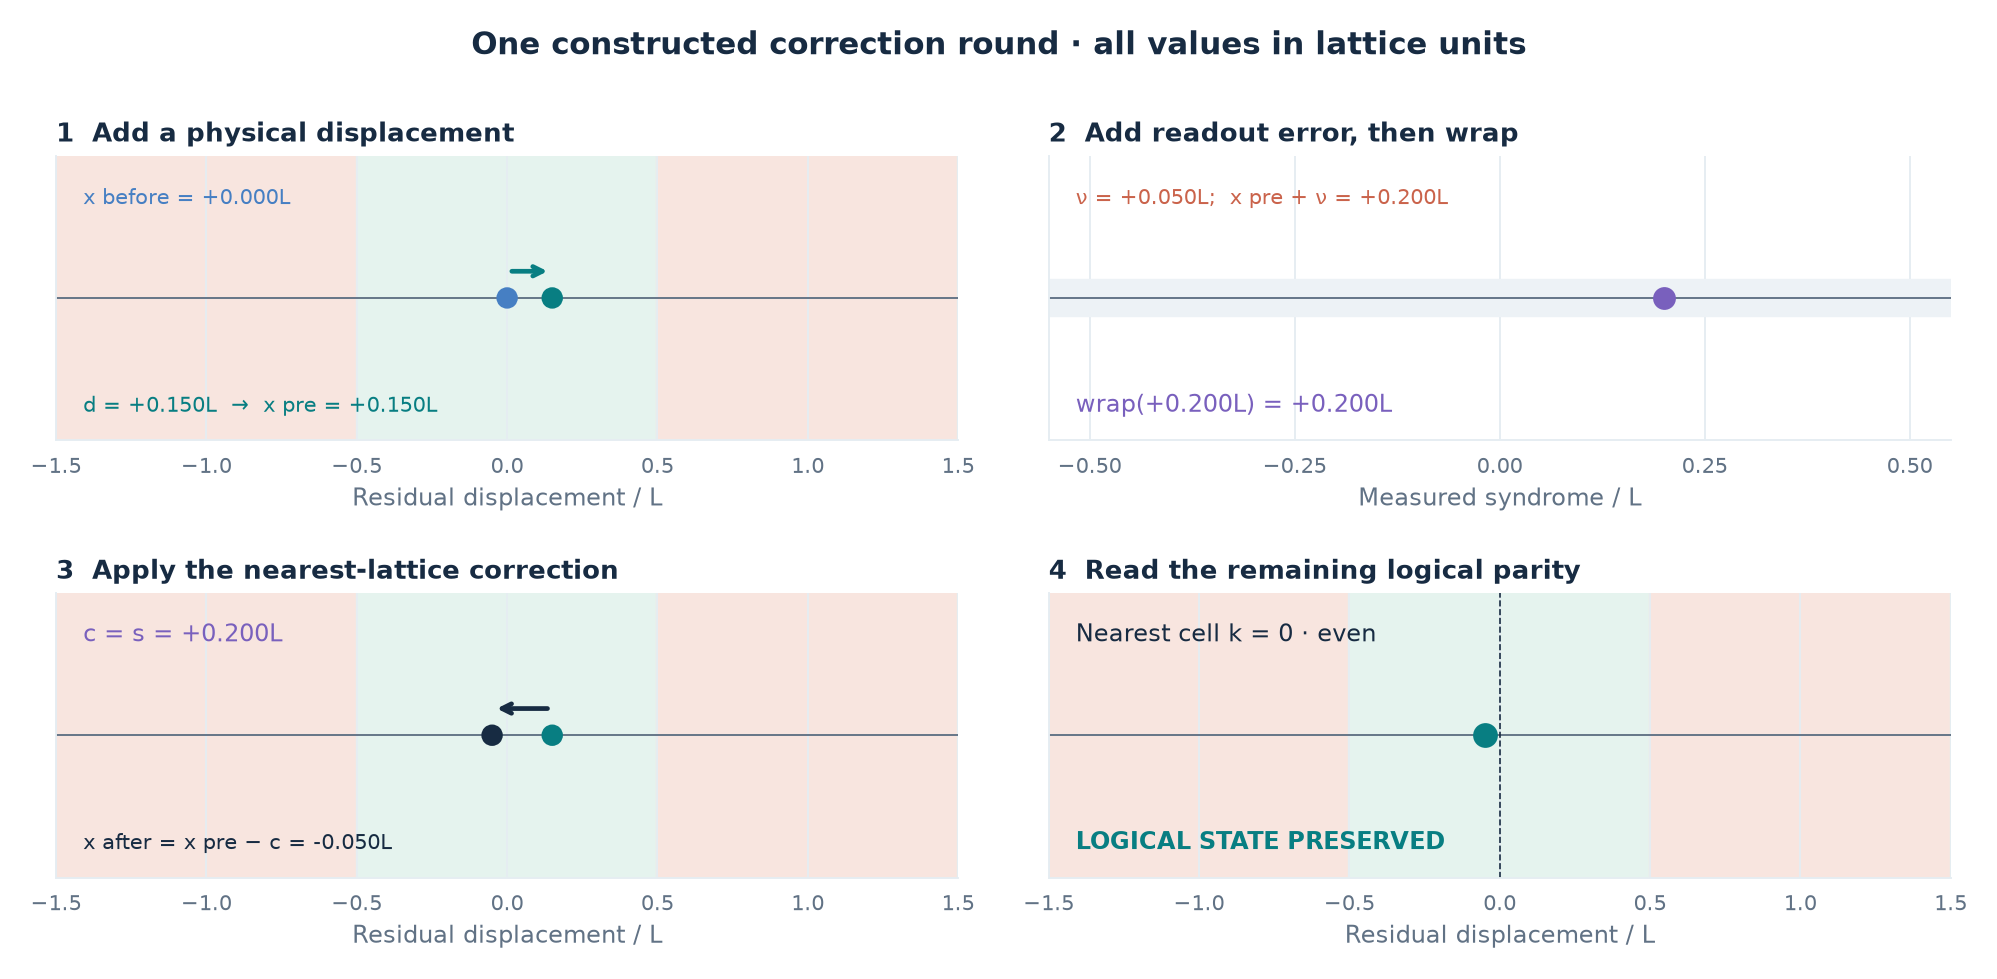 One constructed correction round · all values in lattice units
1 Add a physical displacement
x before = +0.000L
d = +0.150L → x pre = +0.150L
−1.5 −1.0 −0.5 0.0 0.5 1.0 1.5
Residual displacement / L
2 Add readout error, then wrap
ν = +0.050L; x pre + ν = +0.200L
wrap(+0.200L) = +0.200L
−0.50 −0.25 0.00 0.25 0.50
Measured syndrome / L
3 Apply the nearest-lattice correction
c = s = +0.200L
x after = x pre − c = -0.050L
−1.5 −1.0 −0.5 0.0 0.5 1.0 1.5
Residual displacement / L
4 Read the remaining logical parity
Nearest cell k = 0 · even
LOGICAL STATE PRESERVED
−1.5 −1.0 −0.5 0.0 0.5 1.0 1.5
Residual displacement / L